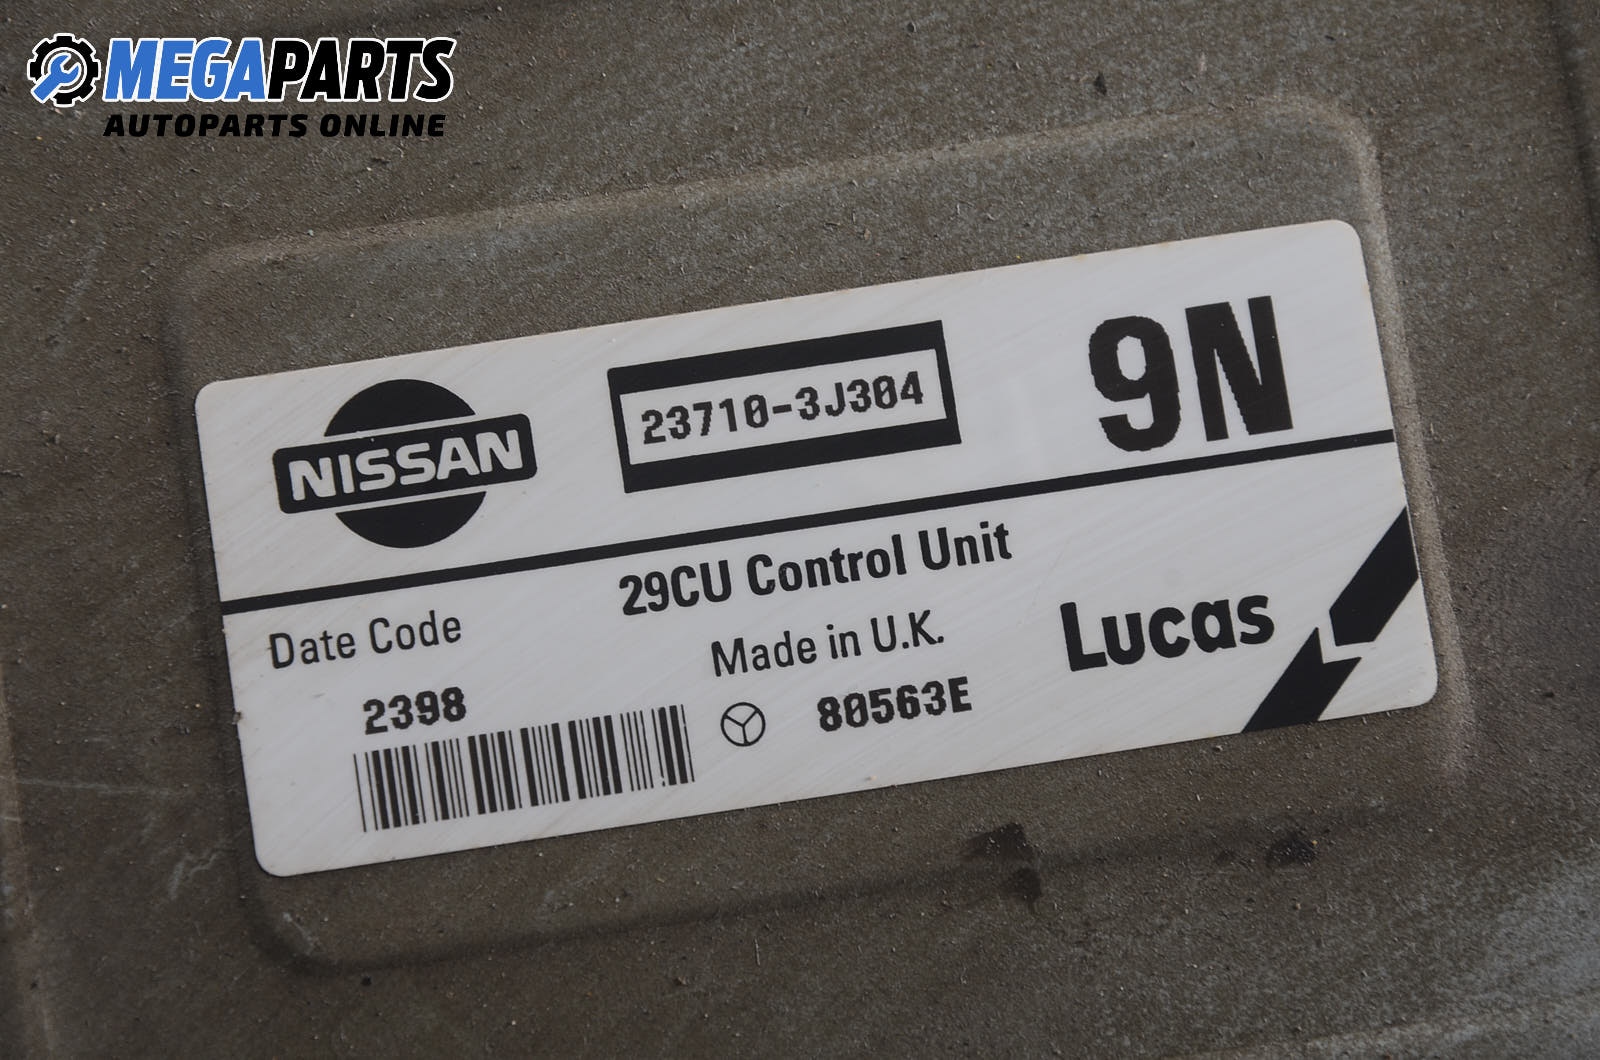 MEGAPARTS
AUTOPARTS ONLINE
NISSAN
23710-3J304
9N
29CU Control Unit
Date Code
Made in U.K.
Lucas
2398
80563E